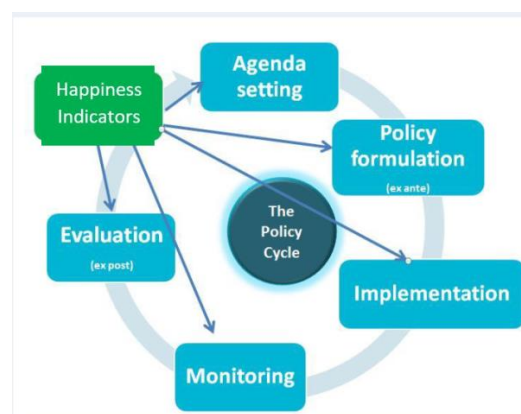 Happiness
Indicators
Agenda
setting
Policy
formulation
(ex ante)
The
Policy
Cycle
Evaluation
(ex post)
Implementation
Monitoring